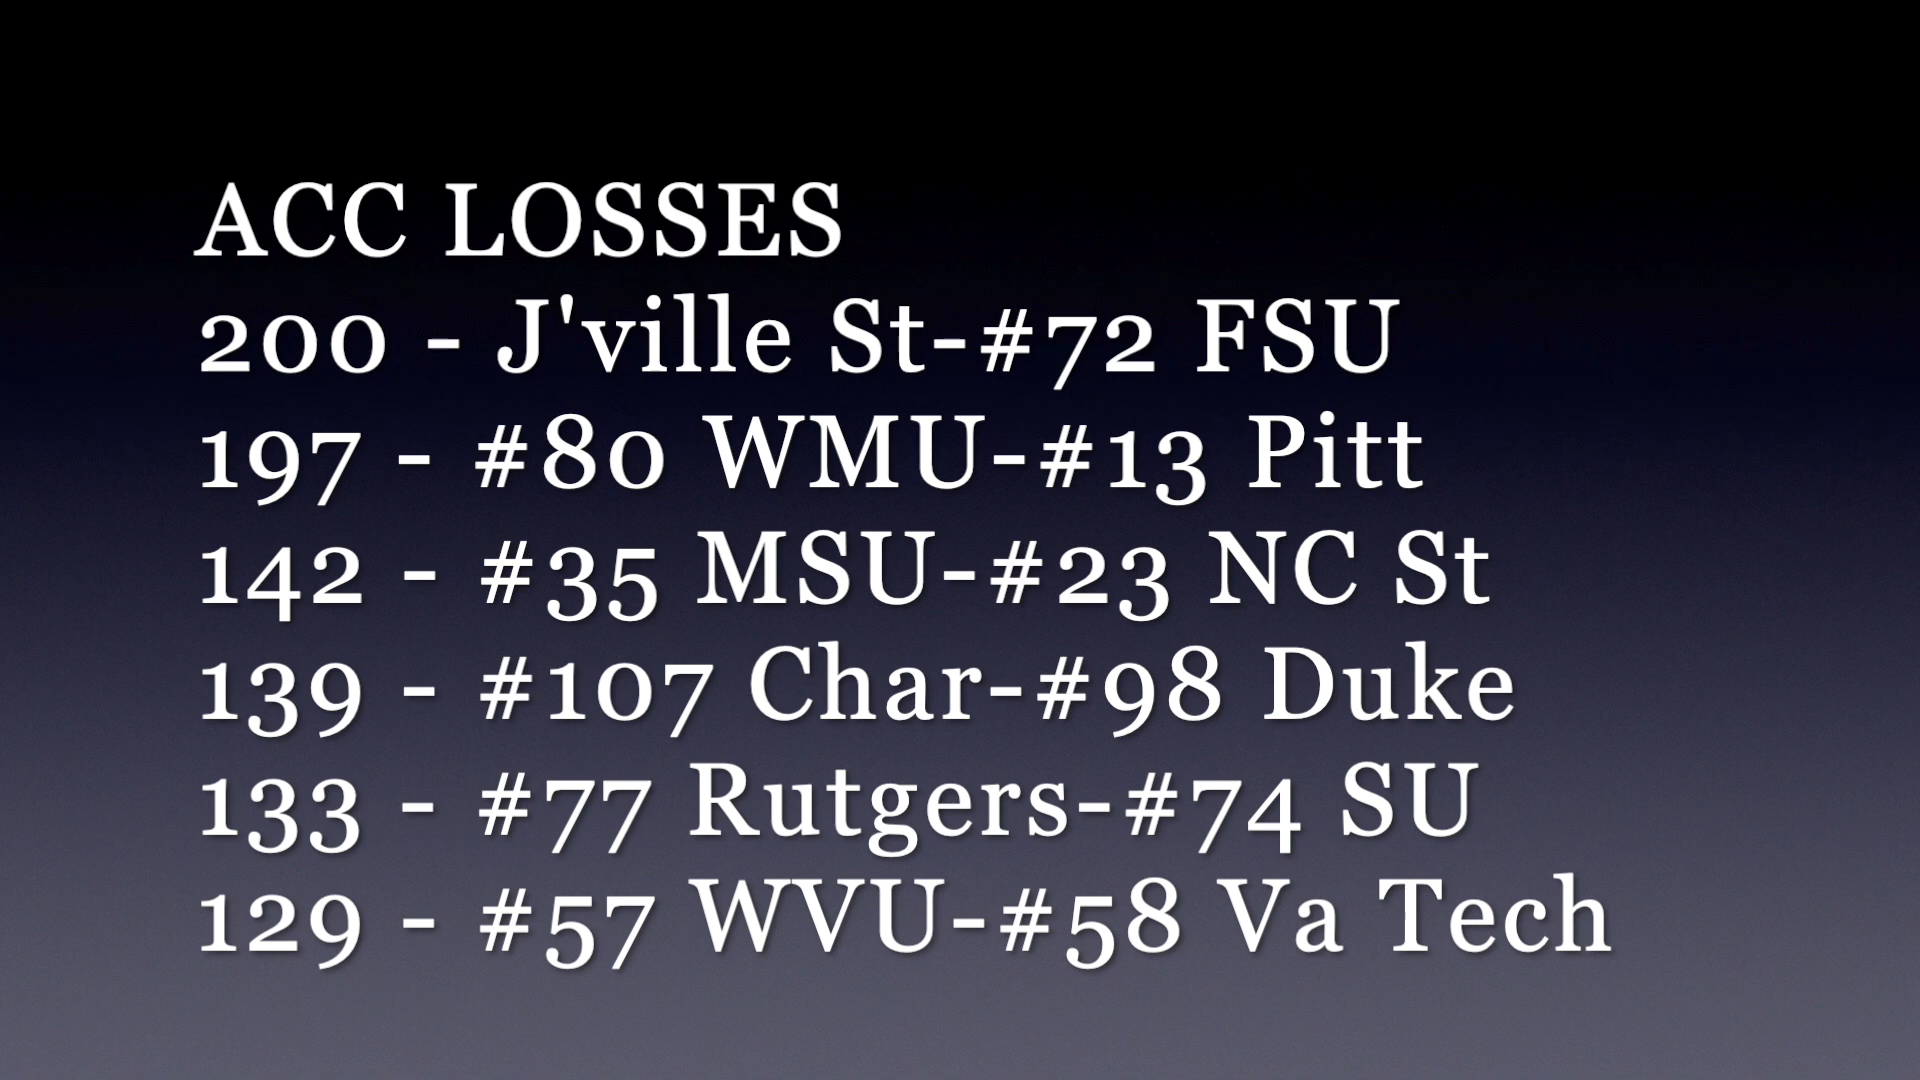 ACC LOSSES
200 - J'ville St-#72 FSU
197 - #80 WMU-#13 Pitt
142 - #35 MSU-#23 NC St
139 - #107 Char-#98 Duke
133 - #77 Rutgers-#74 SU
129 - #57 WVU-#58 Va Tech